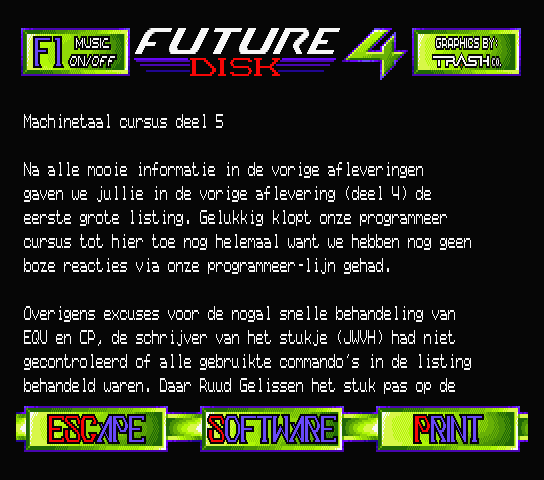 F1 MUSIC ON/OFF
FUTURE DISK 4
GRAPHICS BY: TRASH CO.
Machinetaal cursus deel 5
Na alle mooie informatie in de vorige afleveringen
gaven we jullie in de vorige aflevering (deel 4) de
eerste grote listing. Gelukkig klopt onze programmeer
cursus tot hier toe nog helemaal want we hebben nog geen
boze reacties via onze programmeer-lijn gehad.
Overigens excuses voor de nogal snelle behandeling van
EQU en CP, de schrijver van het stukje (JWVH) had niet
gecontroleerd of alle gebruikte commando's in de listing
behandeld waren. Daar Ruud Gelissen het stuk pas op de
ESCAPE SOFTWARE PRINT